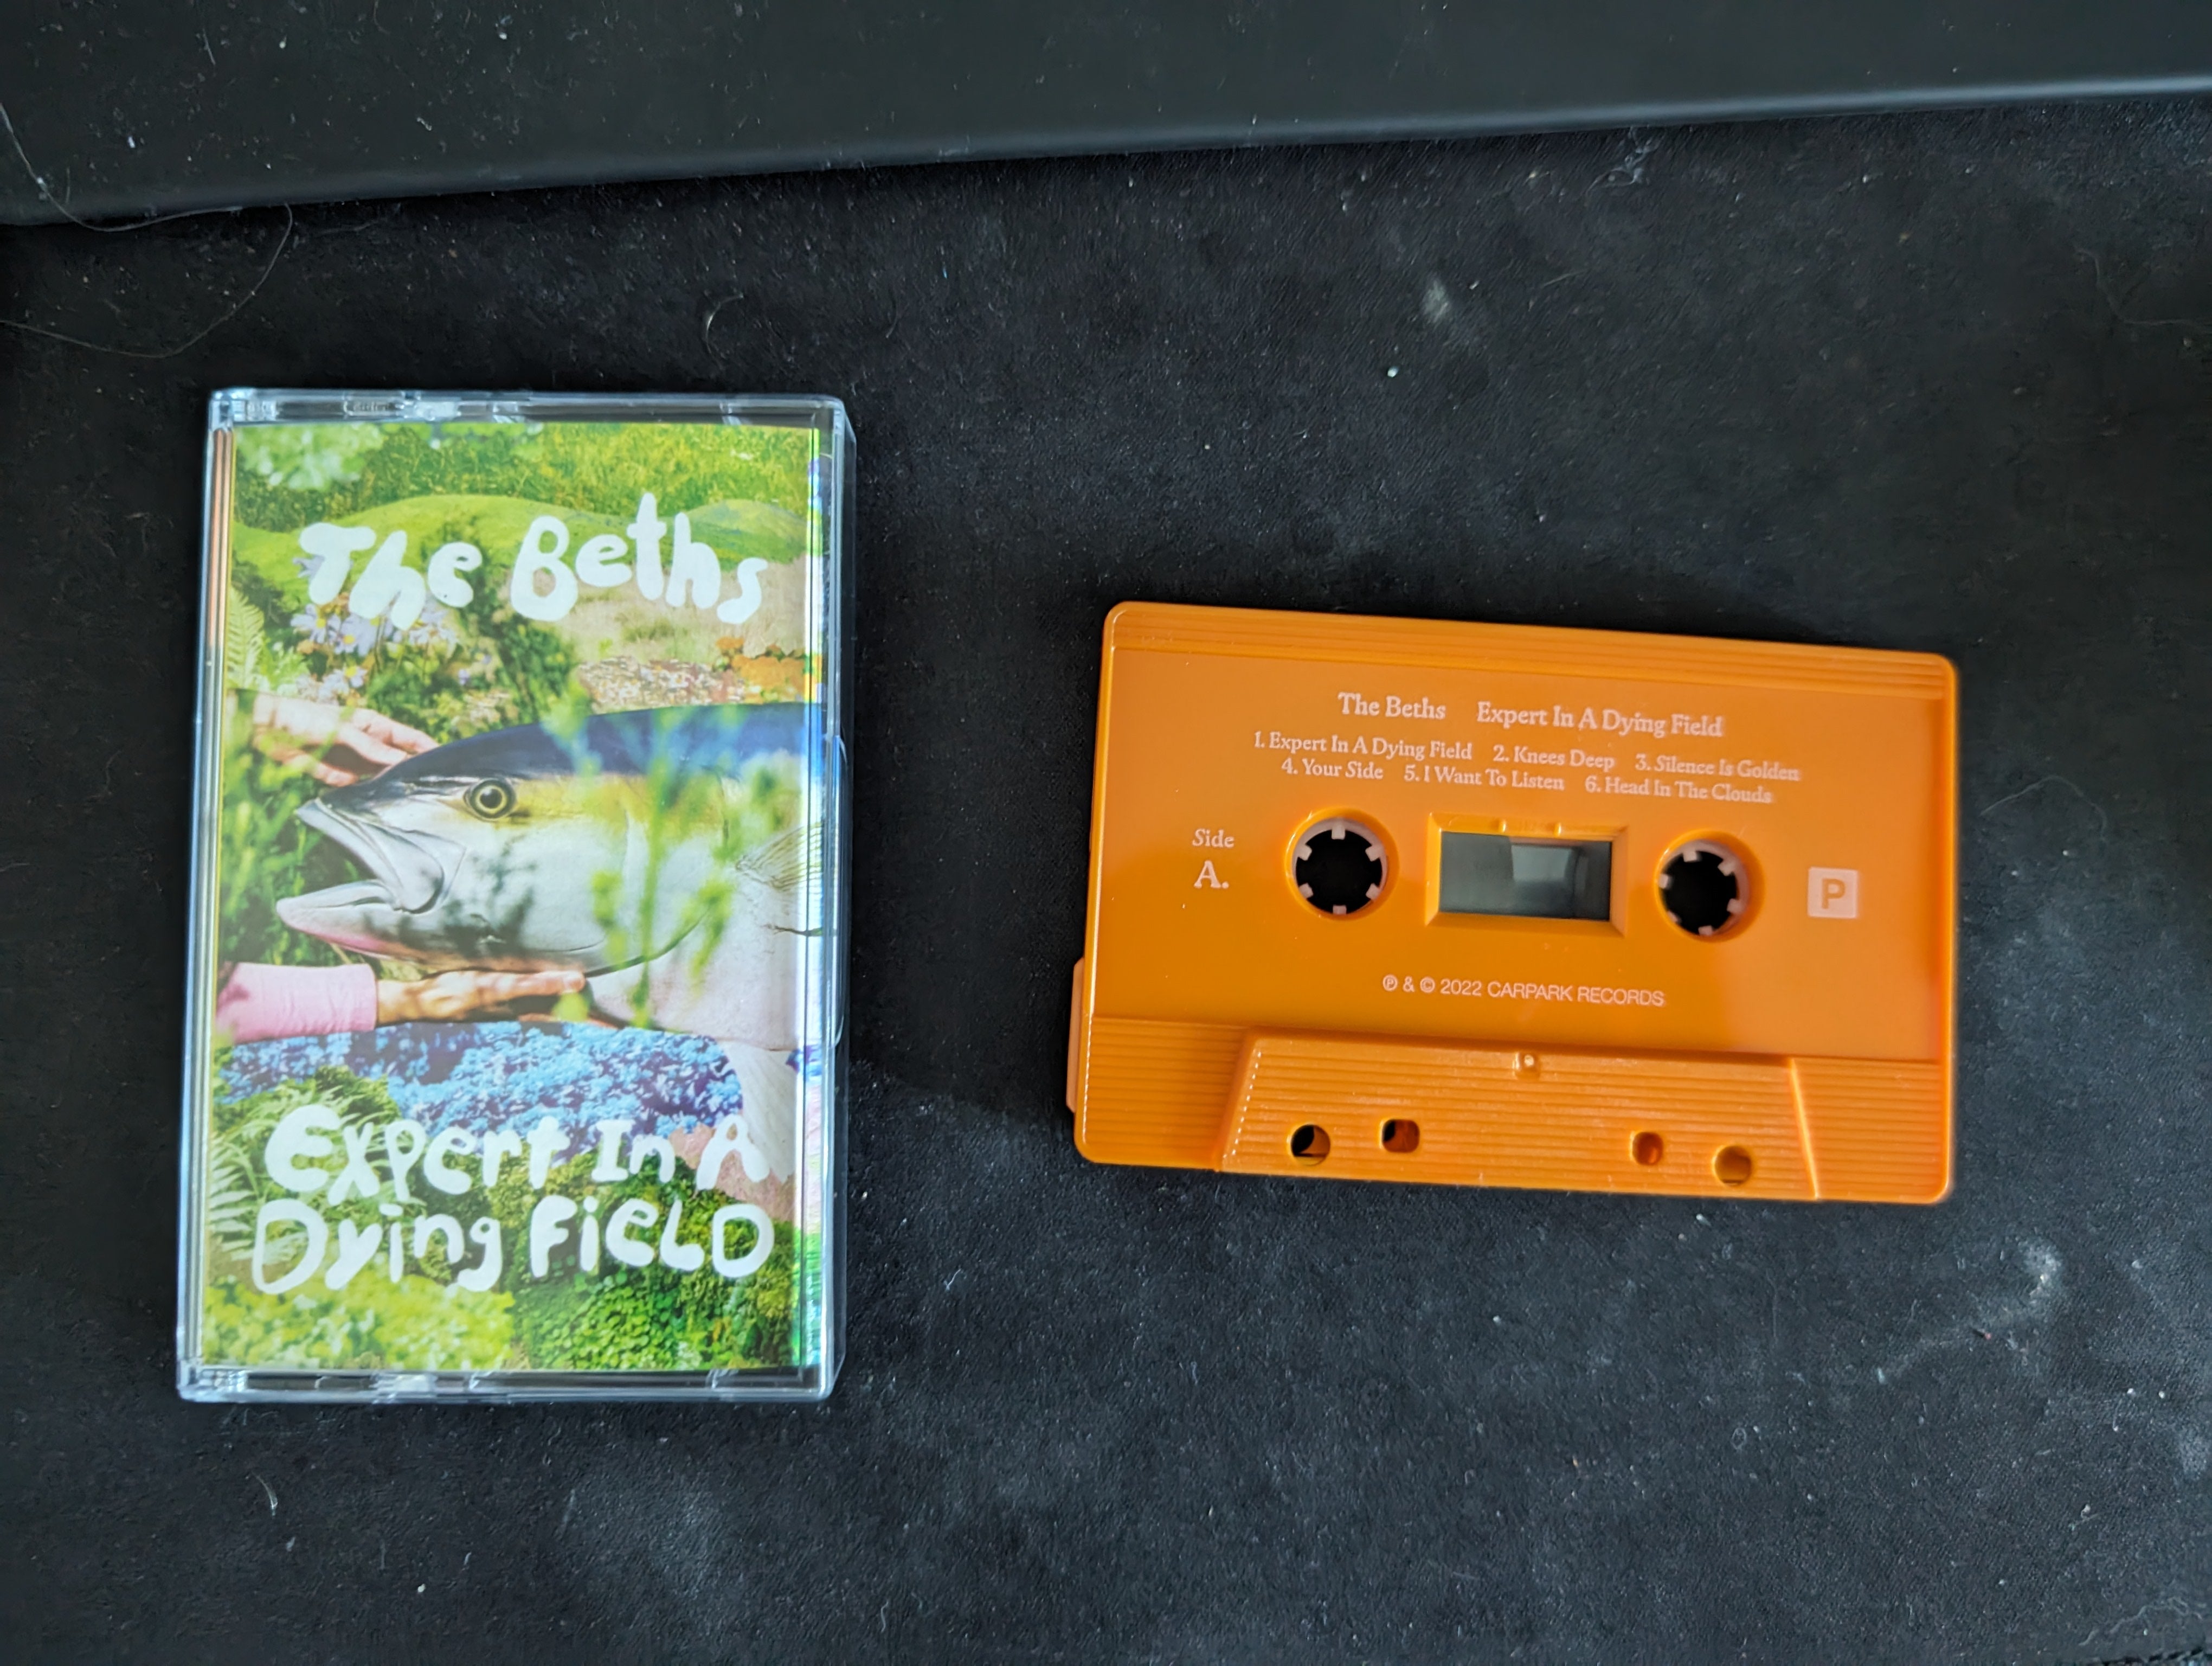 The Beths
Expert In A
Dying FieLD
The Beths Expert In A Dying Field
1. Expert In A Dying Field 2. Knees Deep 3. Silence Is Golden
4. Your Side 5. I Want To Listen 6. Head In The Clouds
Side
A.
P
℗ & © 2022 CARPARK RECORDS